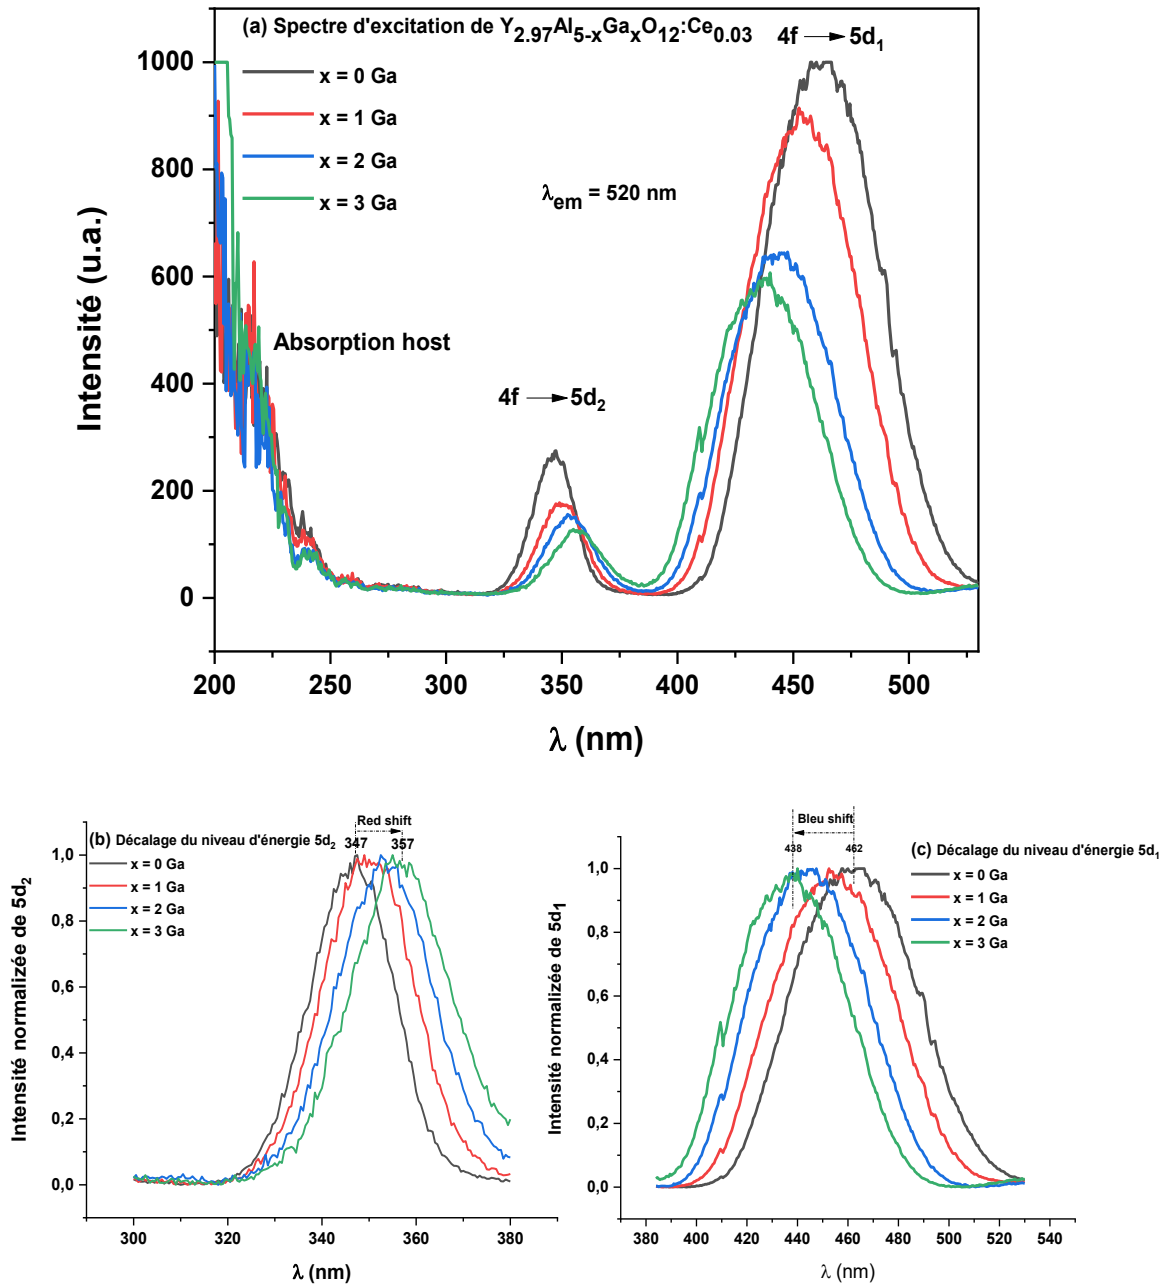 (a) Spectre d'excitation de Y2.97Al5-xGaxO12:Ce0.03
4f → 5d1
x = 0 Ga
x = 1 Ga
x = 2 Ga
x = 3 Ga
λem = 520 nm
Absorption host
4f → 5d2
Intensité (u.a.)
1000
800
600
400
200
0
200 250 300 350 400 450 500
λ (nm)
(b) Décalage du niveau d'énergie 5d2
Red shift
347 357
x = 0 Ga
x = 1 Ga
x = 2 Ga
x = 3 Ga
Intensité normalizée de 5d2
1,0
0,8
0,6
0,4
0,2
0,0
300 320 340 360 380
λ (nm)
Bleu shift
438 462
(c) Décalage du niveau d'énergie 5d1
x = 0 Ga
x = 1 Ga
x = 2 Ga
x = 3 Ga
Intensité normalizée de 5d1
1,0
0,8
0,6
0,4
0,2
0,0
380 400 420 440 460 480 500 520 540
λ (nm)